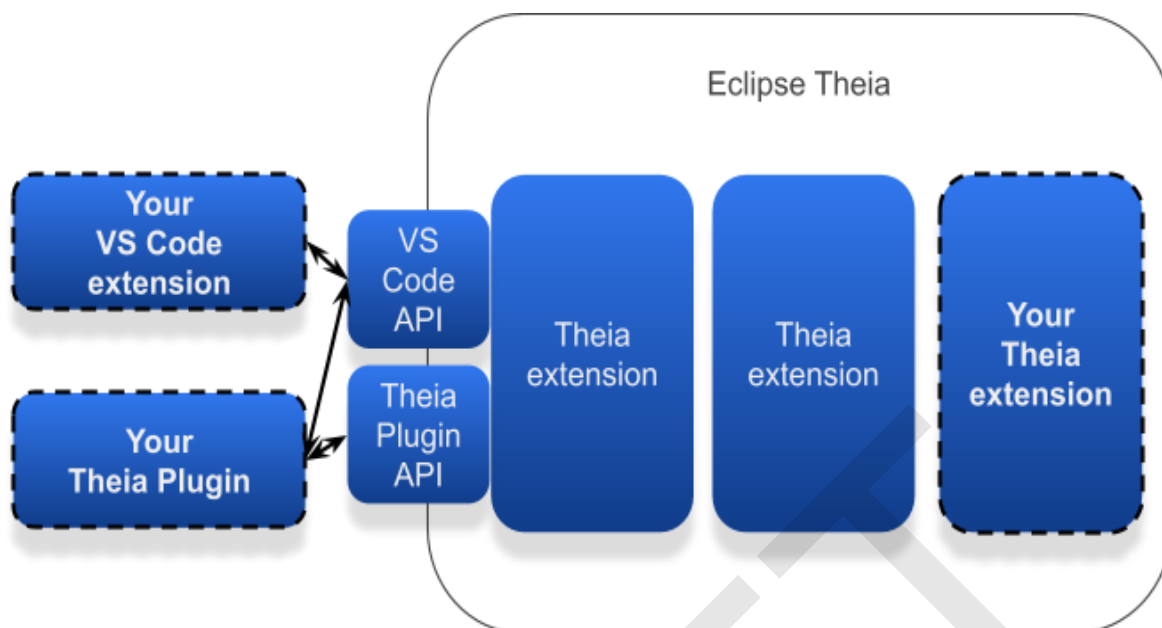 Eclipse Theia
Your
VS Code
extension
VS
Code
API
Your
Theia Plugin
Theia
Plugin
API
Theia
extension
Theia
extension
Your
Theia
extension